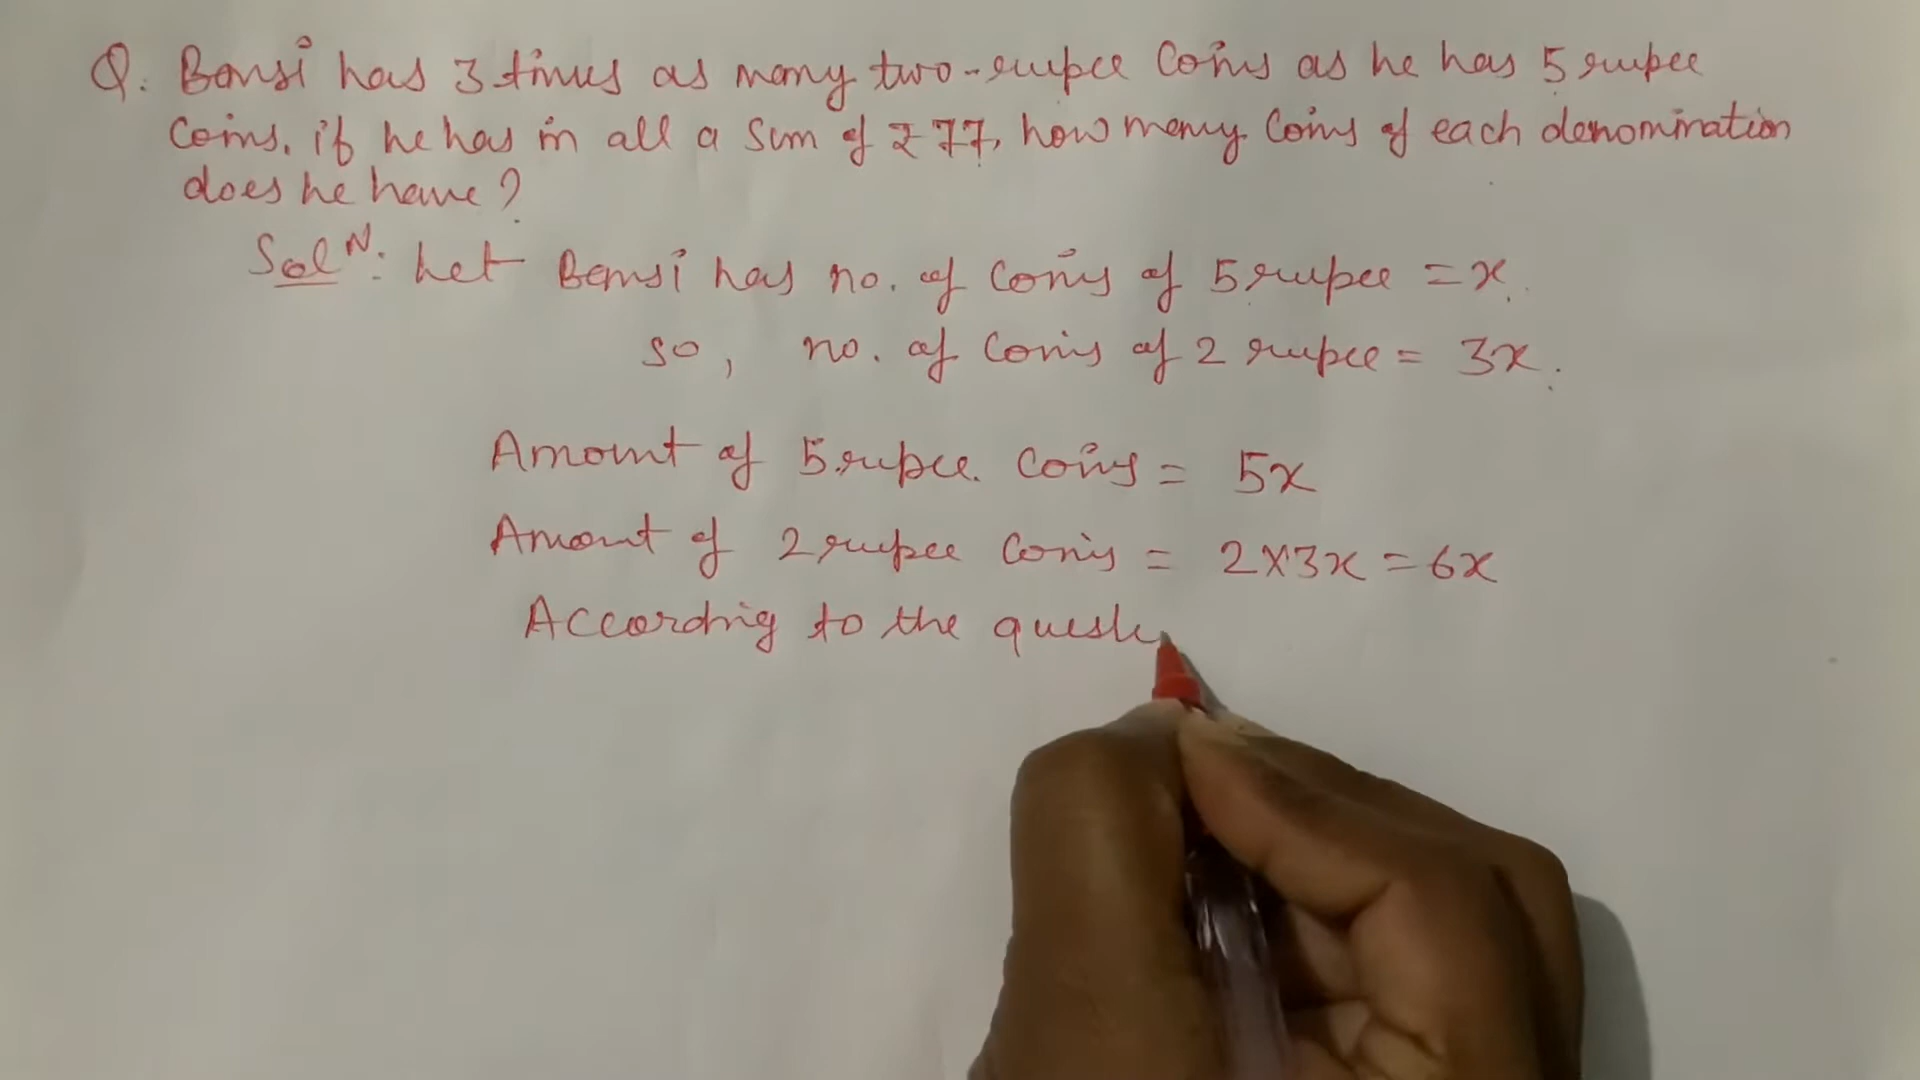 Q. Bansi has 3 times as many two-rupee coins as he has 5 rupee
coins. if he has in all a sum of ₹77, how many coins of each denomination
does he have?
Solᴺ: Let Bansi has no. of coins of 5 rupee = x.
so, no. of coins of 2 rupee = 3x.
Amount of 5 rupee coins = 5x
Amount of 2 rupee coins = 2×3x = 6x
According to the quest